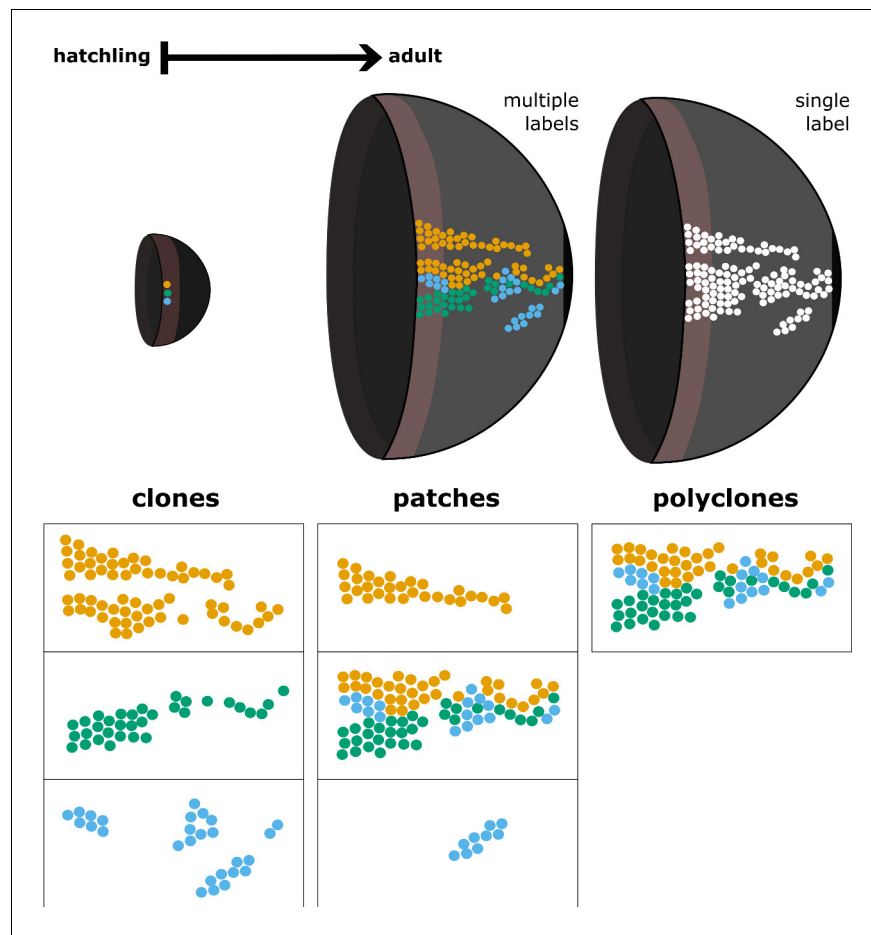 hatchling
adult
multiple
labels
single
label
clones
patches
polyclones